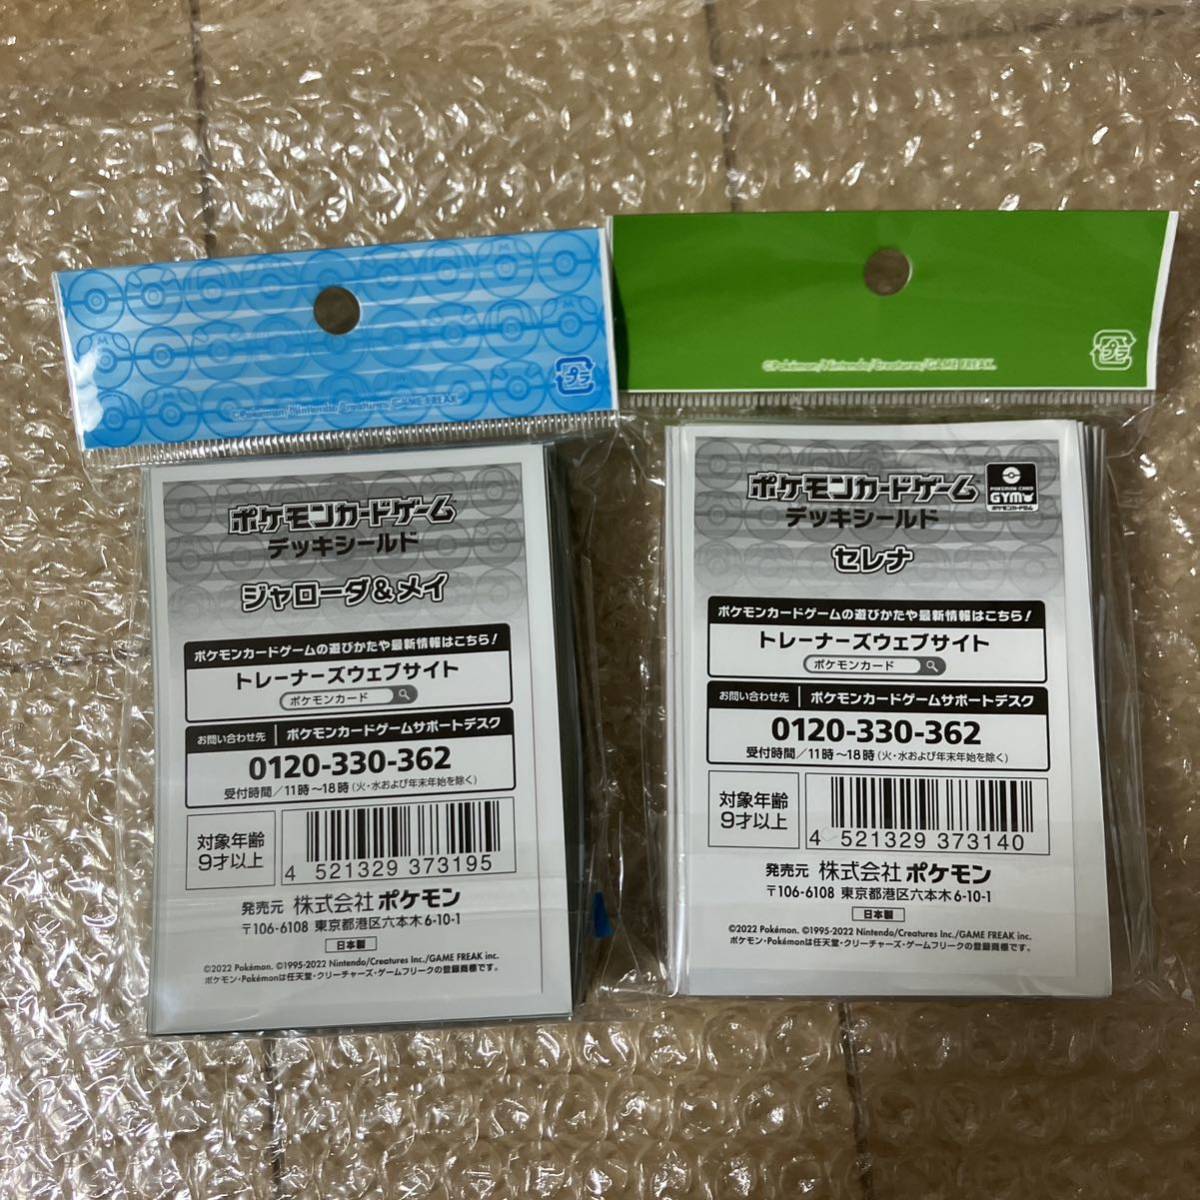 プラ
©Pokémon/Nintendo/Creatures/GAME FREAK
ポケモンカードゲーム
デッキシールド
ジャローダ&メイ
ポケモンカードゲームの遊びかたや最新情報はこちら!
トレーナーズウェブサイト
ポケモンカード
お問い合わせ先 ポケモンカードゲームサポートデスク
0120-330-362
受付時間/11時〜18時(火・水および年末年始を除く)
対象年齢
9才以上
4 521329 373195
発売元 株式会社 ポケモン
〒106-6108 東京都港区六本木6-10-1
日本製
©2022 Pokémon. ©1995-2022 Nintendo/Creatures Inc./GAME FREAK inc.
ポケモン・Pokémonは任天堂・クリーチャーズ・ゲームフリークの登録商標です。
プラ
©Pokémon/Nintendo/Creatures/GAME FREAK.
ポケモンカードゲーム
デッキシールド
セレナ
POKÉMON CARD
GYM
ポケモンカードジム
ポケモンカードゲームの遊びかたや最新情報はこちら!
トレーナーズウェブサイト
ポケモンカード
お問い合わせ先 ポケモンカードゲームサポートデスク
0120-330-362
受付時間/11時〜18時(火・水および年末年始を除く)
対象年齢
9才以上
4 521329 373140
発売元 株式会社 ポケモン
〒106-6108 東京都港区六本木6-10-1
日本製
©2022 Pokémon. ©1995-2022 Nintendo/Creatures Inc./GAME FREAK inc.
ポケモン・Pokémonは任天堂・クリーチャーズ・ゲームフリークの登録商標です。